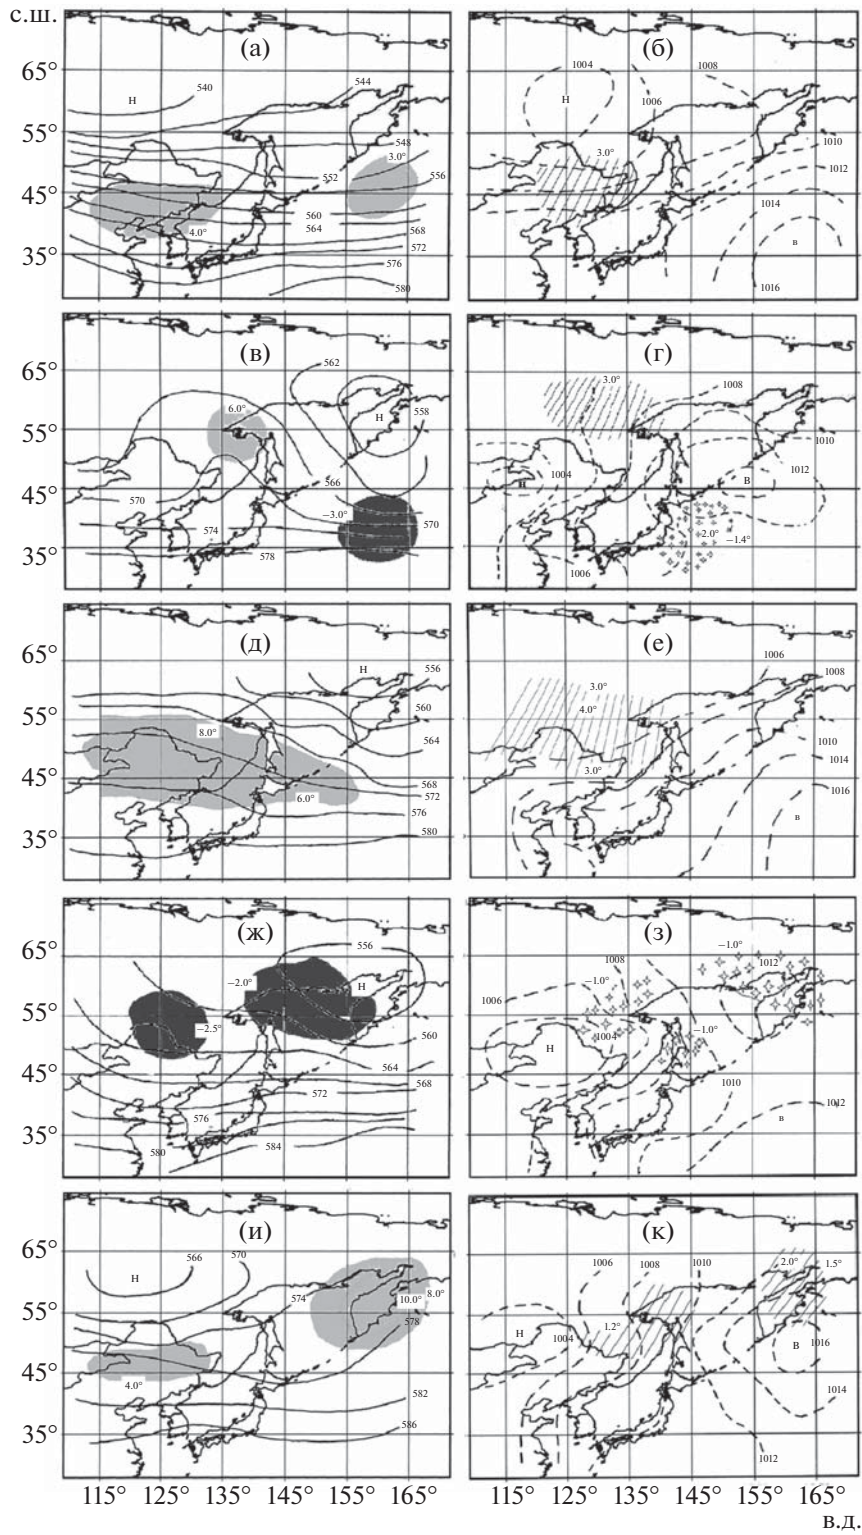 с.ш.
(а) (б)
65° 540 544 Н 1004 1008 1006 Н
55° 548 3.0° 552 556 3.0° 1010 1012
45° 560 564 4.0° 568 572 1014 В
35° 576 580 1016
(в) (г)
65° 562 6.0° 558 Н 3.0° 1008
55° 566 1010 1004 1012 В Н
45° 570 –3.0° 574 570 –2.0° –1.4°
35° 578 1006
(д) (е)
65° Н 556 560 1006 1008 3.0° 4.0°
55° 8.0° 564 1010 1014
45° 568 572 6.0° 576 3.0° 1016 В
35° 580
(ж) (з)
65° 556 –2.0° Н –1.0° 1012 1008 –1.0° 1006
55° –2.5° 560 564 1004 –1.0° Н
45° 568 572 576 1010 1012 В
35° 580 584
(и) (к)
65° 566 570 Н 1006 1008 1010 2.0° 1.5°
55° 574 10.0° 8.0° 578 1.2° Н 1004 В 1016
45° 4.0° 582 1014
35° 586 1012
115° 125° 135° 145° 155° 165° 115° 125° 135° 145° 155° 165°
в.д.